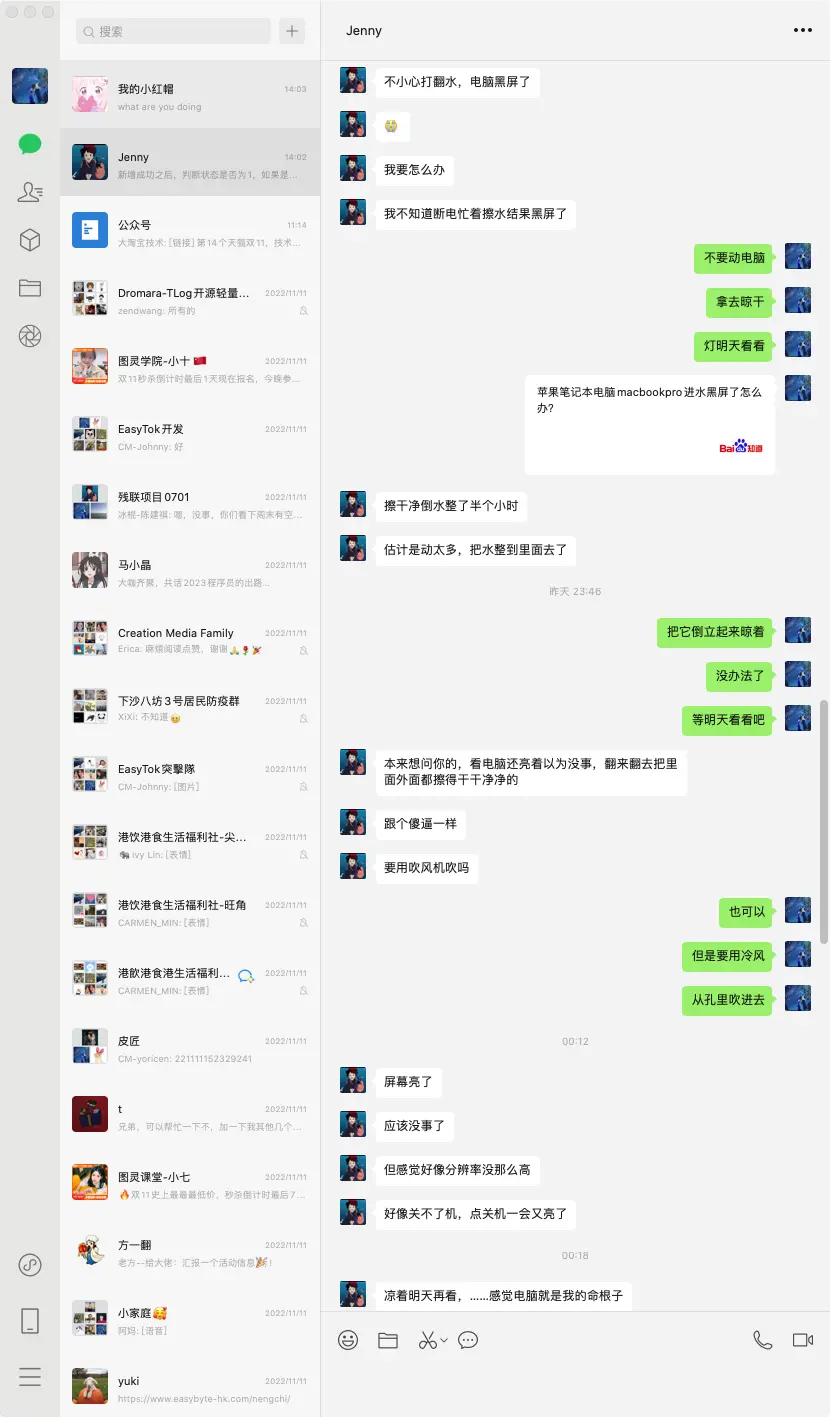 搜索
我的小红帽
14:03
what are you doing
Jenny
14:02
新增成功之后，判断状态是否为1，如果是...
公众号
11:14
大淘宝技术: [链接] 第14个天猫双11，技术...
Dromara-TLog开源轻量...
2022/11/11
zendwang: 所有的
图灵学院-小十🇨🇳
2022/11/11
双11秒杀倒计时最后1天现在报名，今晚参...
EasyTok开发
2022/11/11
CM-Johnny: 好
残联项目0701
2022/11/11
冰棍-陈建祺: 嗯，没事，你们看下周末有空...
马小晶
2022/11/11
大咖齐聚，共话2023程序员的出路...
Creation Media Family
2022/11/11
Erica: 麻烦阅读点赞，谢谢🙏🌹🎉
下沙八坊3号居民防疫群
2022/11/11
XiXi: 不知道
EasyTok突擊隊
2022/11/11
CM-Johnny: [图片]
港饮港食生活福利社-尖...
2022/11/11
🐃 ivy Lin: [表情]
港饮港食生活福利社-旺角
2022/11/11
CARMEN_MIN: [表情]
港飲港食港生活福利...
2022/11/11
CARMEN_MIN: [表情]
皮匠
2022/11/11
CM-yoricen: 221111152329241
t
2022/11/11
兄弟，可以帮忙一下不，加一下我其他几个...
图灵课堂-小七
2022/11/11
🔥双11史上最最最低价，秒杀倒计时最后7...
方一翻
2022/11/11
老方--给大佬：汇报一个活动信息🎉!
小家庭🥰
2022/11/11
阿妈: [语音]
yuki
2022/11/11
https://www.easybyte-hk.com/nengchi/
Jenny
不小心打翻水，电脑黑屏了
😭
我要怎么办
我不知道断电忙着擦水结果黑屏了
不要动电脑
拿去晾干
灯明天看看
苹果笔记本电脑macbookpro进水黑屏了怎么
办?
Bai知道
擦干净倒水整了半个小时
估计是动太多，把水整到里面去了
昨天 23:46
把它倒立起来晾着
没办法了
等明天看看吧
本来想问你的，看电脑还亮着以为没事，翻来翻去把里
面外面都擦得干干净净的
跟个傻逼一样
要用吹风机吹吗
也可以
但是要用冷风
从孔里吹进去
00:12
屏幕亮了
应该没事了
但感觉好像分辨率没那么高
好像关不了机，点关机一会又亮了
00:18
凉着明天再看，……感觉电脑就是我的命根子